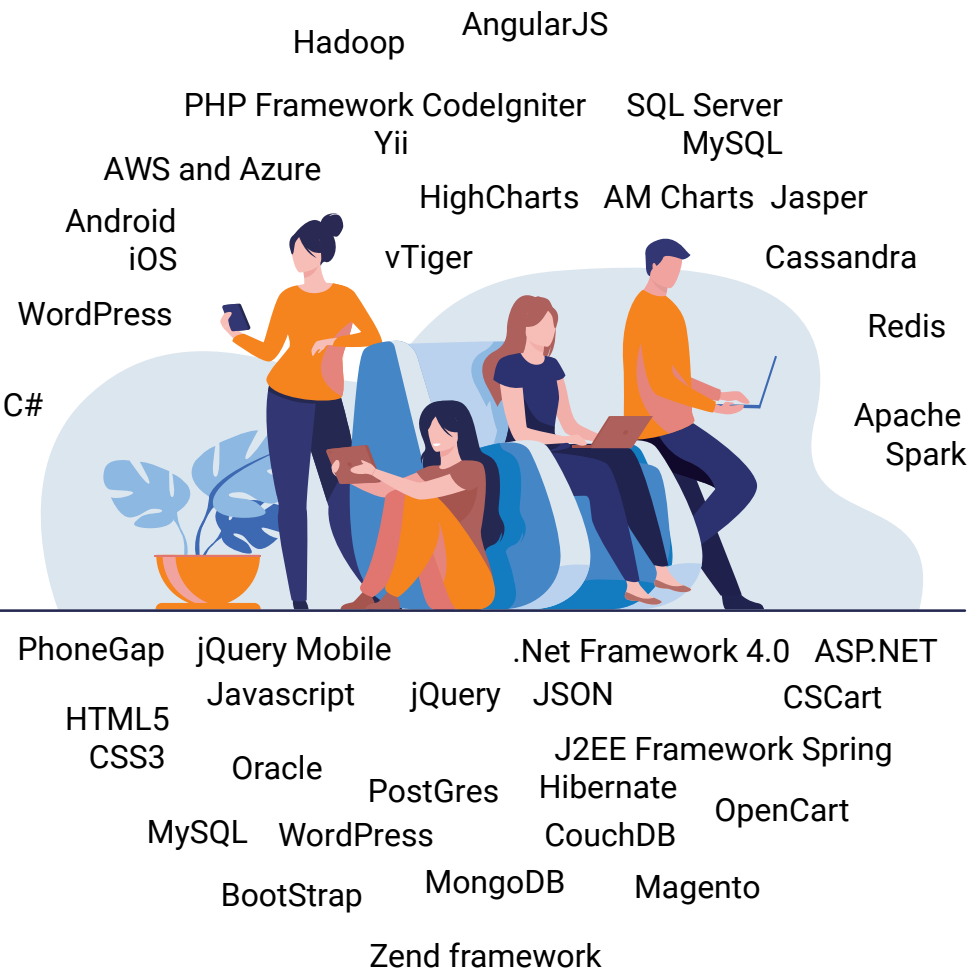 AngularJS
Hadoop
PHP Framework CodeIgniter
SQL Server
Yii
MySQL
AWS and Azure
HighCharts
AM Charts
Jasper
Android
iOS
vTiger
Cassandra
WordPress
Redis
C#
Apache
Spark
PhoneGap
jQuery Mobile
.Net Framework 4.0
ASP.NET
Javascript
jQuery
JSON
CSCart
HTML5
CSS3
J2EE Framework Spring
Oracle
Hibernate
PostGres
OpenCart
MySQL
WordPress
CouchDB
BootStrap
MongoDB
Magento
Zend framework